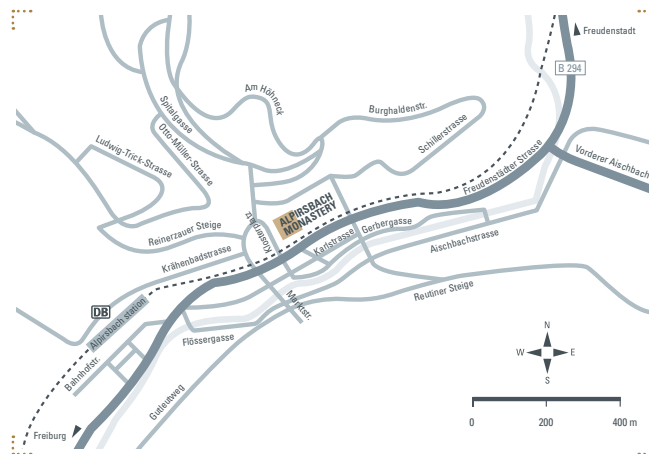 Freudenstadt
B 294
Am Höhneck
Burghaldenstr.
Spitalgasse
Schillerstrasse
Otto-Müller-Strasse
Ludwig-Trick-Strasse
Vorderer Aischbach
Freudenstädter Strasse
ALPIRSBACH
MONASTERY
Klosterplatz
Reinerzauer Steige
Gerbergasse
Karlstrasse
Aischbachstrasse
Krähenbadstrasse
Reutiner Steige
Marktstr.
DB
Alpirsbach station
Flössergasse
Bahnhofstr.
Gutleutweg
Freiburg
N
W
E
S
0
200
400 m